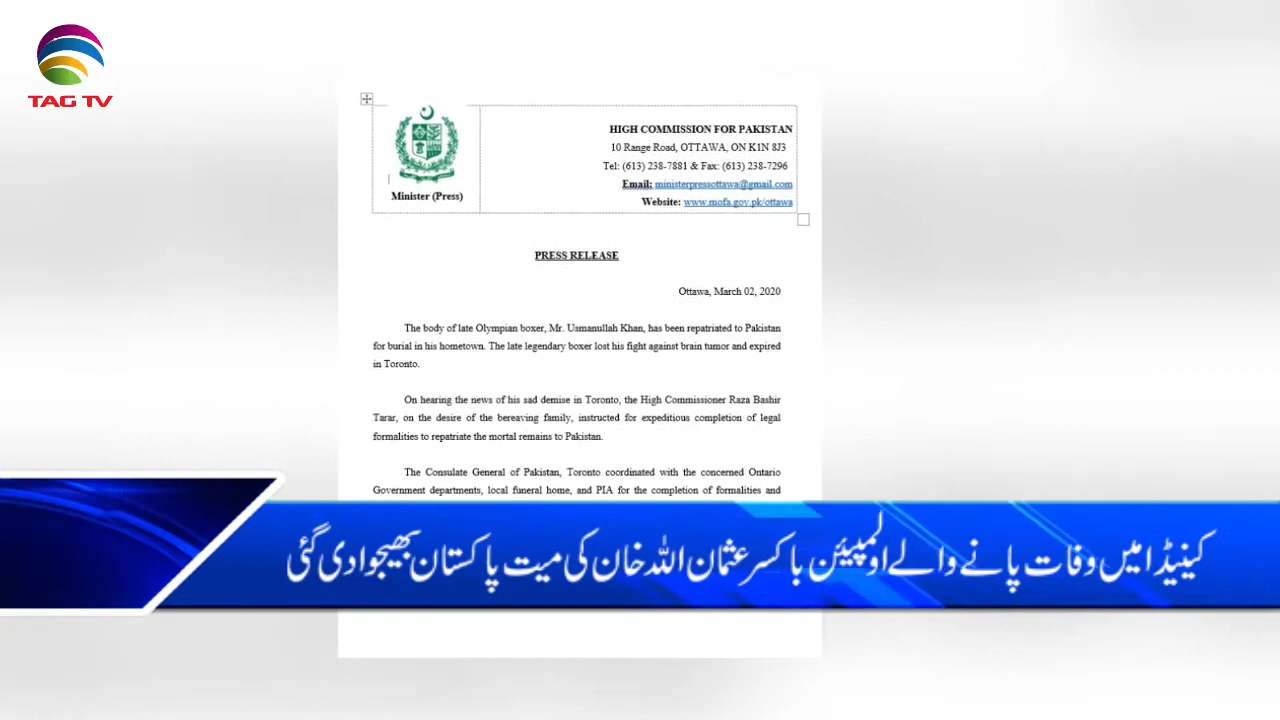 TAG TV
Minister (Press)
HIGH COMMISSION FOR PAKISTAN
10 Range Road, OTTAWA, ON K1N 8J3
Tel: (613) 238-7881 & Fax: (613) 238-7296
Email: ministerpressottawa@gmail.com
Website: www.mofa.gov.pk/ottawa
PRESS RELEASE
Ottawa, March 02, 2020
The body of late Olympian boxer, Mr. Usmanullah Khan, has been repatriated to Pakistan
for burial in his hometown. The late legendary boxer lost his fight against brain tumor and expired
in Toronto.
On hearing the news of his sad demise in Toronto, the High Commissioner Raza Bashir
Tarar, on the desire of the bereaving family, instructed for expeditious completion of legal
formalities to repatriate the mortal remains to Pakistan.
The Consulate General of Pakistan, Toronto coordinated with the concerned Ontario
Government departments, local funeral home, and PIA for the completion of formalities and
کینیڈا میں وفات پانے والے اولمپیئن باکسر عثمان اللہ خان کی میت پاکستان بھیجوا دی گئی